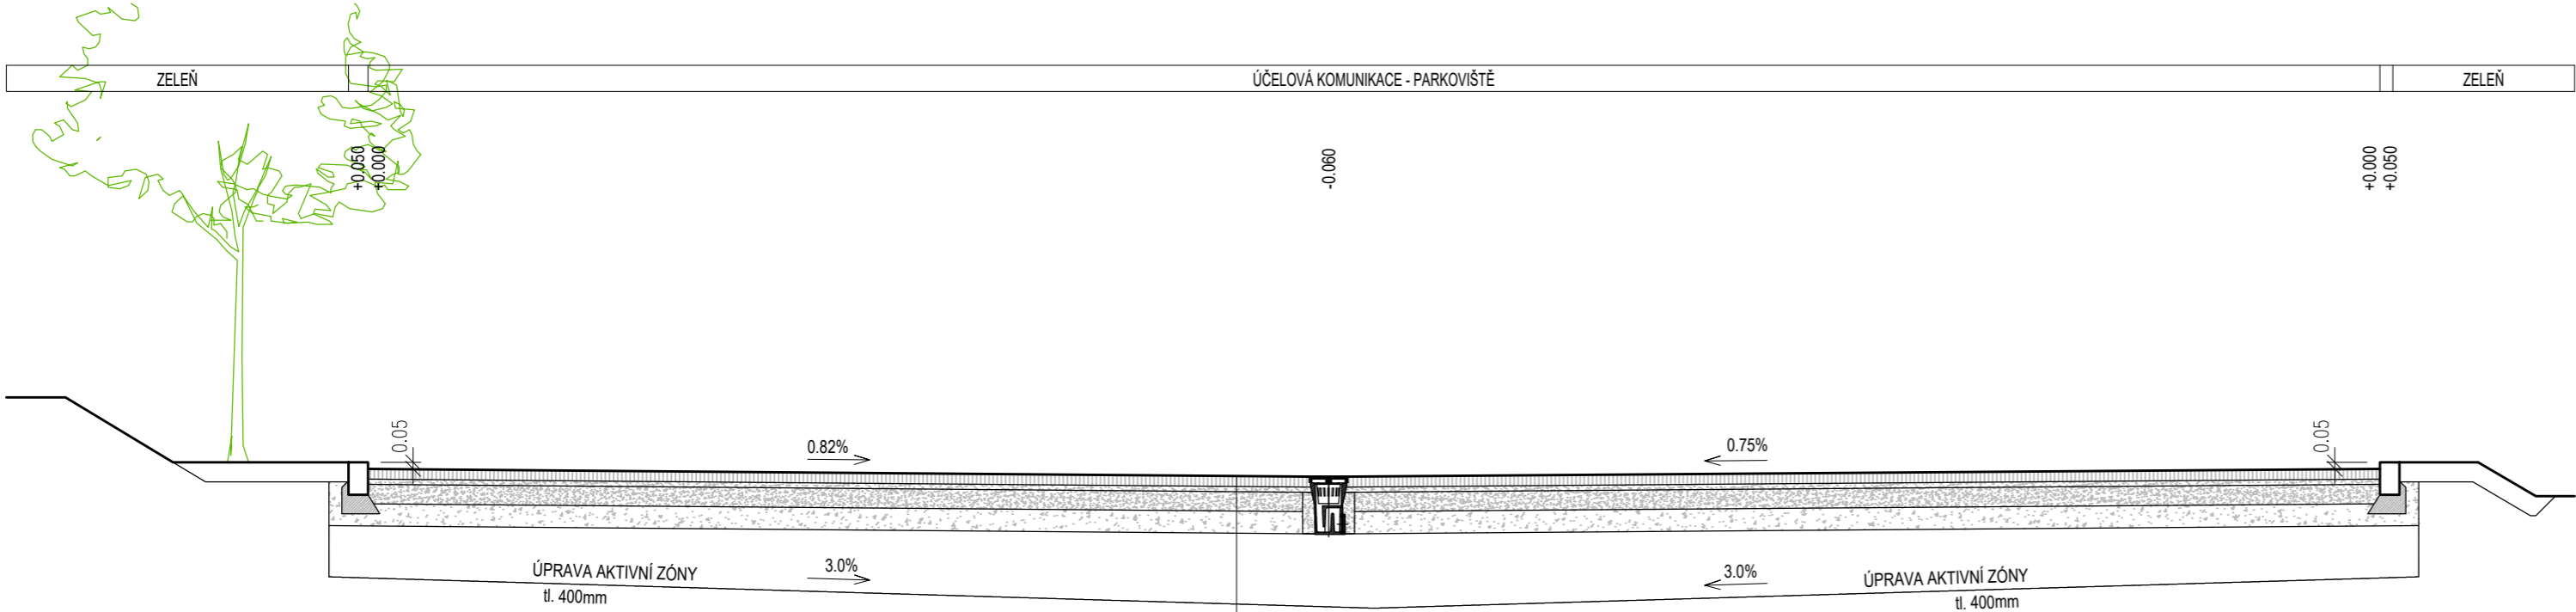 ZELEŇ
ÚČELOVÁ KOMUNIKACE - PARKOVIŠTĚ
ZELEŇ
+0.050
+0.000
-0.060
+0.000
+0.050
0.05
0.82%
0.75%
0.05
ÚPRAVA AKTIVNÍ ZÓNY
tl. 400mm
3.0%
3.0%
ÚPRAVA AKTIVNÍ ZÓNY
tl. 400mm